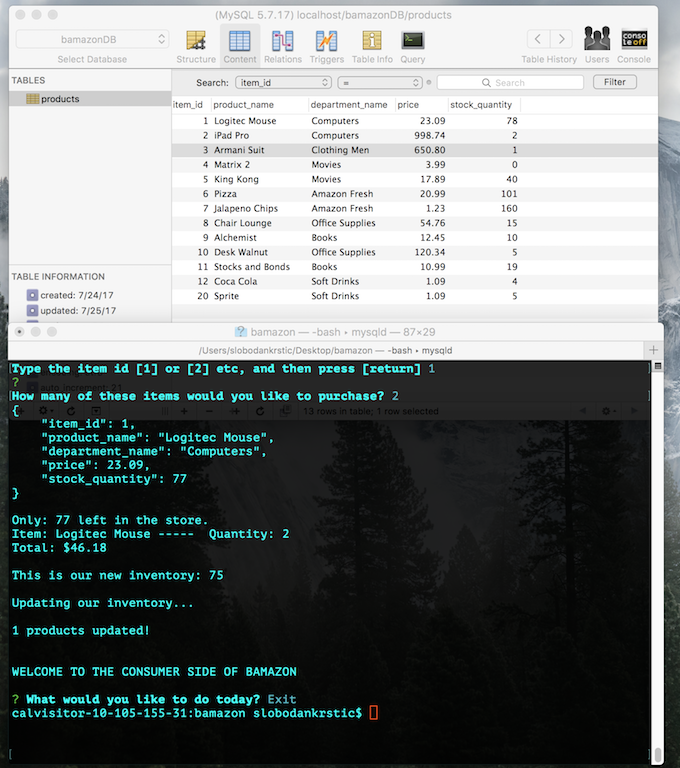 (MySQL 5.7.17) localhost/bamazonDB/products
bamazonDB
Select Database
Structure Content Relations Triggers Table Info Query
Table History Users Console
conso
le off
TABLES
products
Search: item_id = Search Filter
item_id product_name department_name price stock_quantity
1 Logitec Mouse Computers 23.09 78
2 iPad Pro Computers 998.74 2
3 Armani Suit Clothing Men 650.80 1
4 Matrix 2 Movies 3.99 0
5 King Kong Movies 17.89 40
6 Pizza Amazon Fresh 20.99 101
7 Jalapeno Chips Amazon Fresh 1.23 160
8 Chair Lounge Office Supplies 54.76 15
9 Alchemist Books 12.45 10
10 Desk Walnut Office Supplies 120.34 5
11 Stocks and Bonds Books 10.99 19
12 Coca Cola Soft Drinks 1.09 4
20 Sprite Soft Drinks 1.09 5
TABLE INFORMATION
created: 7/24/17
updated: 7/25/17
bamazon — -bash • mysqld — 87×29
/Users/slobodankrstic/Desktop/bamazon — -bash • mysqld
Type the item id [1] or [2] etc, and then press [return] 1
?
auto_increment: 21
How many of these items would you like to purchase? 2
13 rows in table; 1 row selected
{
"item_id": 1,
"product_name": "Logitec Mouse",
"department_name": "Computers",
"price": 23.09,
"stock_quantity": 77
}
Only: 77 left in the store.
Item: Logitec Mouse ----- Quantity: 2
Total: $46.18
This is our new inventory: 75
Updating our inventory...
1 products updated!
WELCOME TO THE CONSUMER SIDE OF BAMAZON
? What would you like to do today? Exit
calvisitor-10-105-155-31:bamazon slobodankrstic$